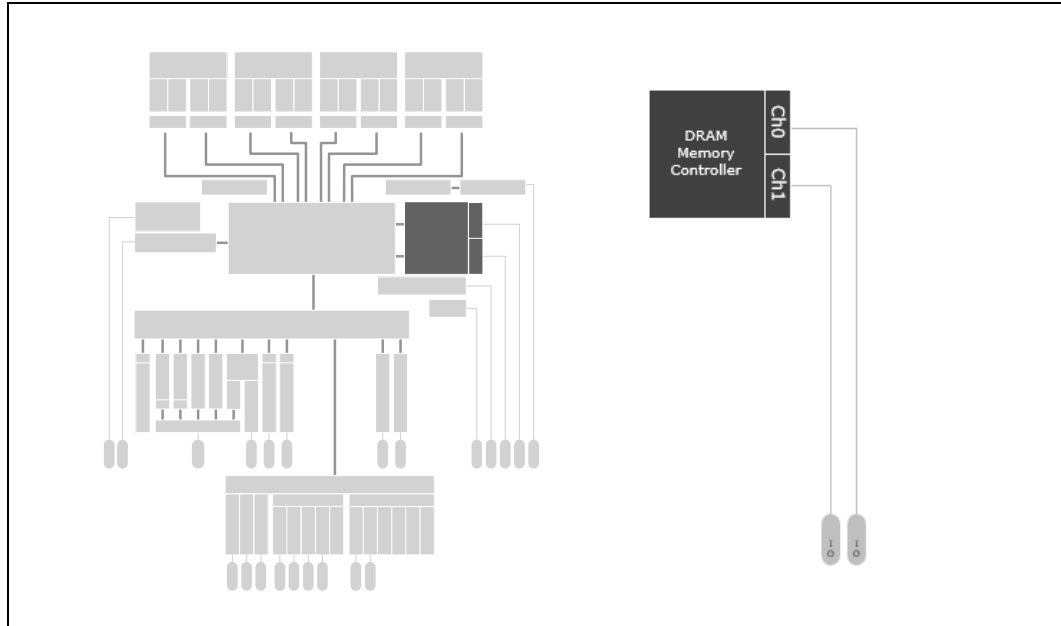 DRAM
Memory
Controller
Ch0
Ch1
I O
I O